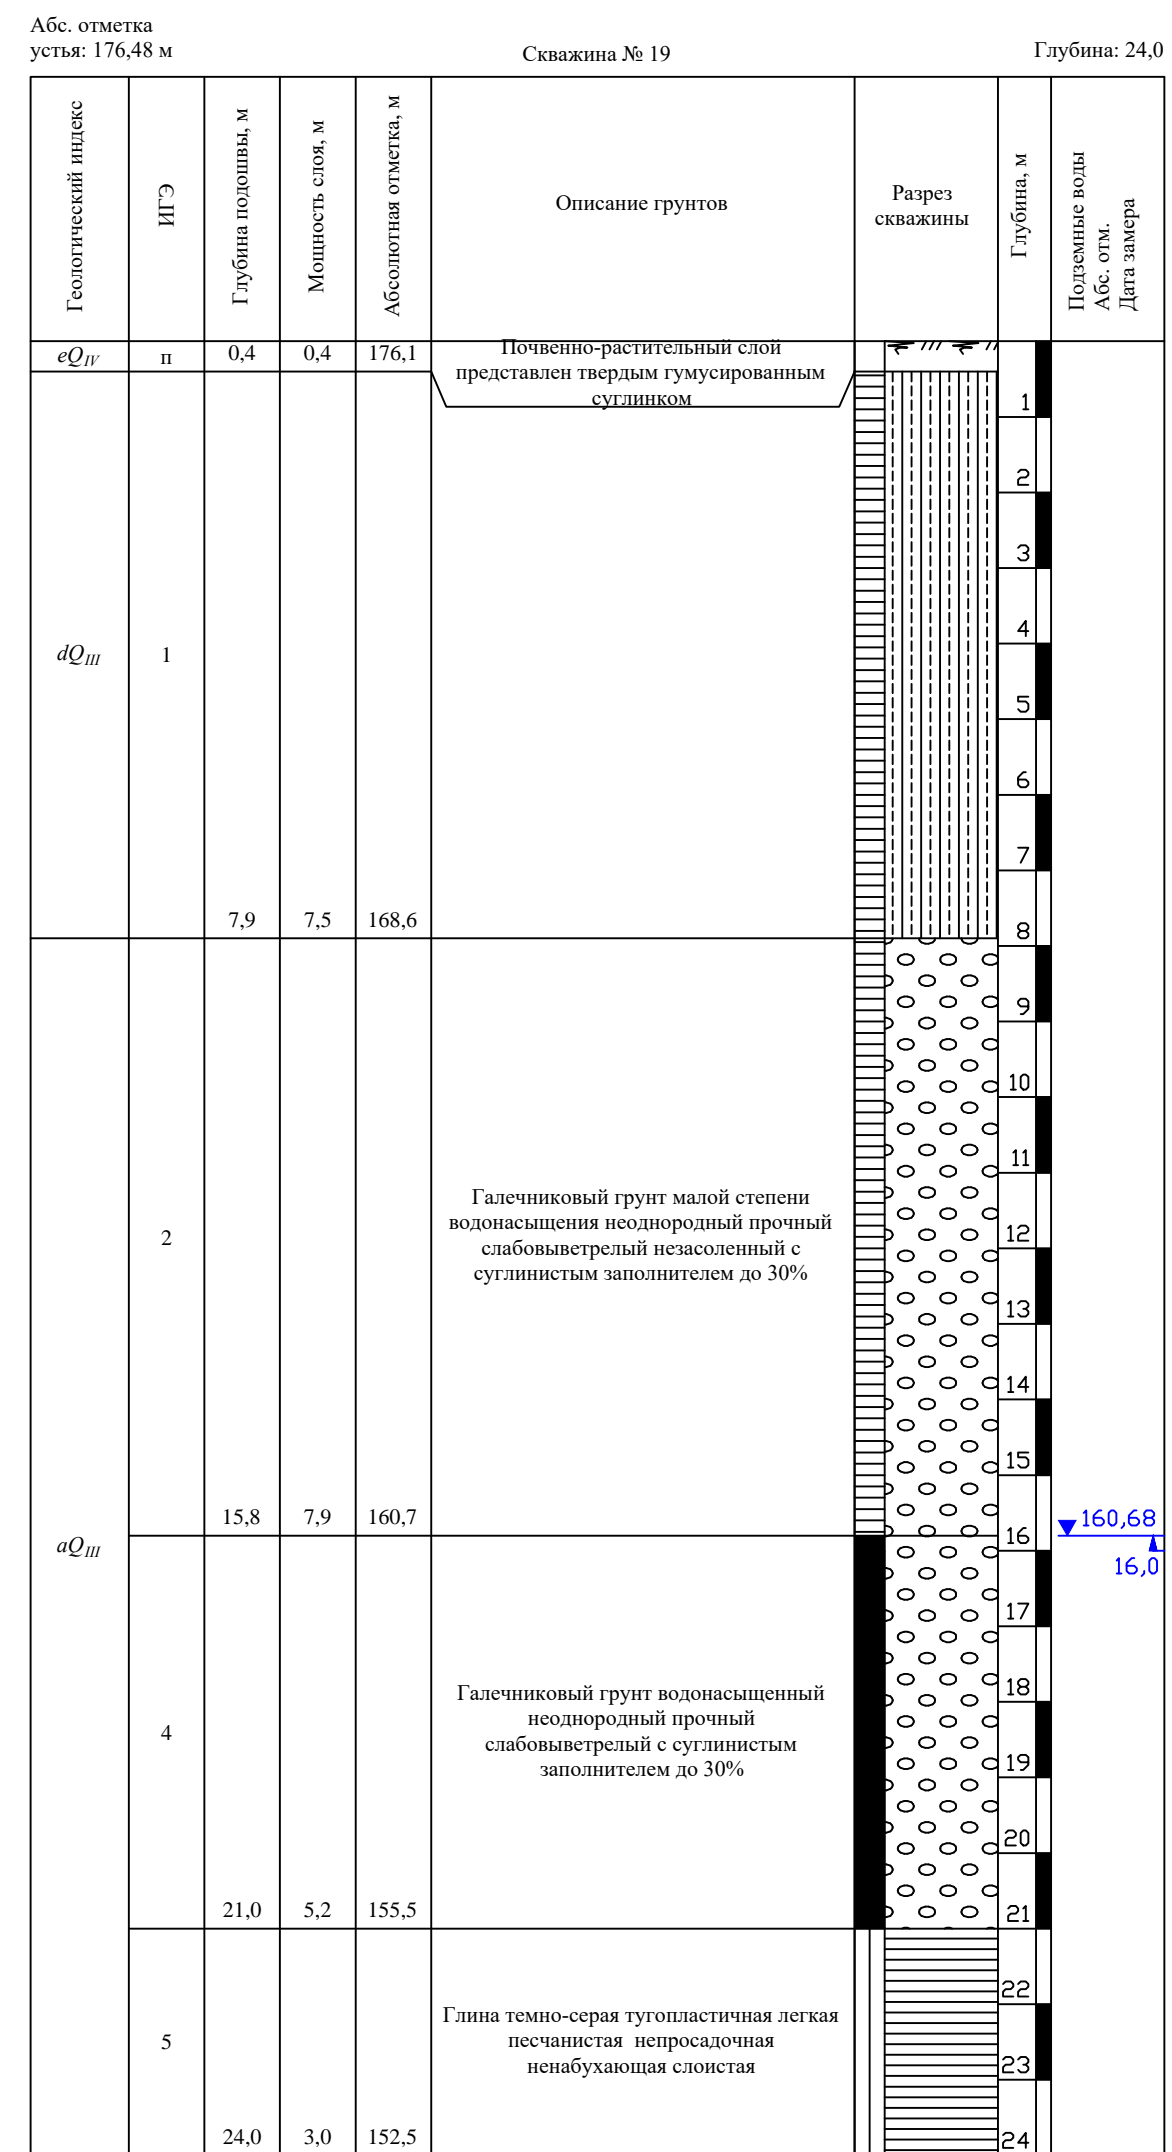 Абс. отметка
устья: 176,48 м
Скважина № 19
Глубина: 24,0
Геологический индекс
ИГЭ
Глубина подошвы, м
Мощность слоя, м
Абсолютная отметка, м
Описание грунтов
Разрез
скважины
Глубина, м
Подземные воды
Абс. отм.
Дата замера
eQIV
п
0,4
0,4
176,1
Почвенно-растительный слой
представлен твердым гумусированным
суглинком
1
2
3
4
5
6
7
8
dQIII
1
7,9
7,5
168,6
9
10
11
12
13
14
15
16
2
Галечниковый грунт малой степени
водонасыщения неоднородный прочный
слабовыветрелый незасоленный с
суглинистым заполнителем до 30%
15,8
7,9
160,7
160,68
16,0
aQIII
17
18
19
20
21
4
Галечниковый грунт водонасыщенный
неоднородный прочный
слабовыветрелый с суглинистым
заполнителем до 30%
21,0
5,2
155,5
22
23
24
5
Глина темно-серая тугопластичная легкая
песчанистая непросадочная
ненабухающая слоистая
24,0
3,0
152,5